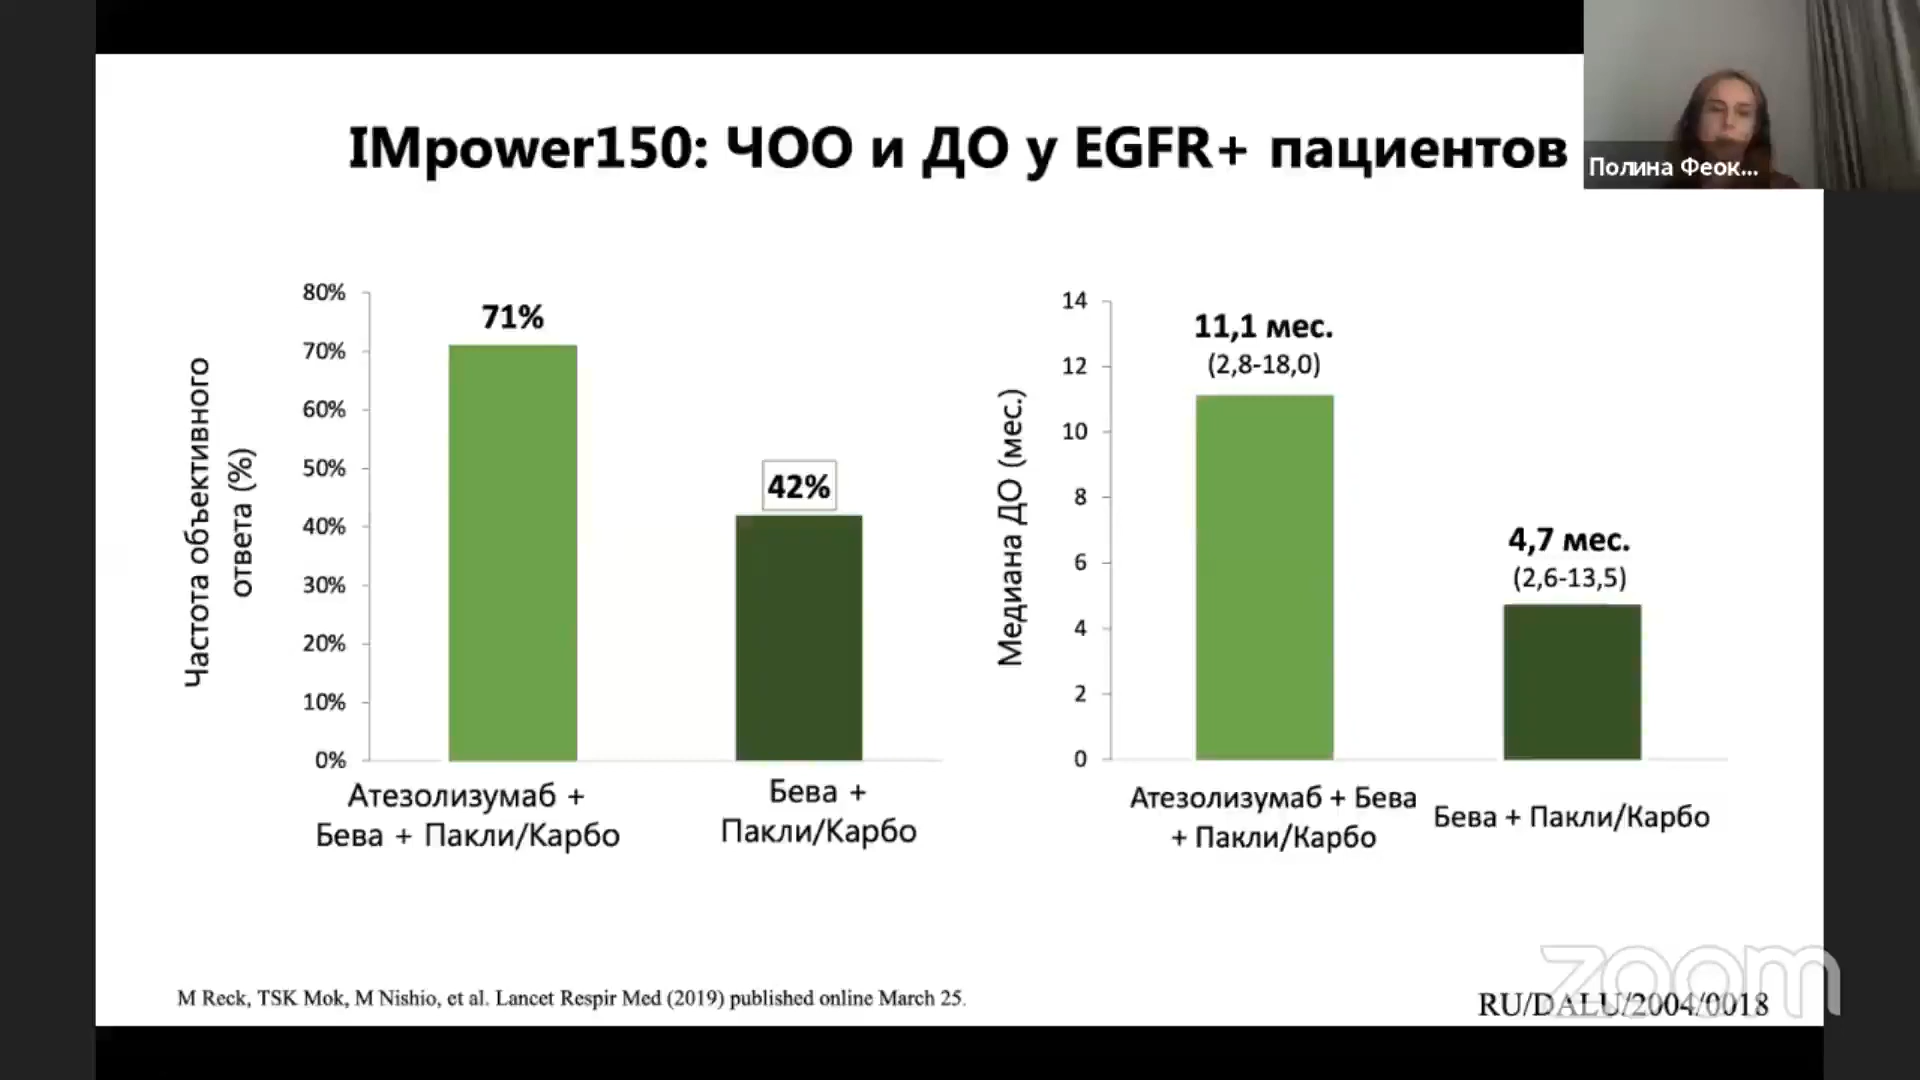 IMpower150: ЧОО и ДО у EGFR+ пациентов
Полина Феок...
Частота объективного
ответа (%)
80%
70%
60%
50%
40%
30%
20%
10%
0%
71%
42%
Атезолизумаб +
Бева + Пакли/Карбо
Бева +
Пакли/Карбо
Медиана ДО (мес.)
14
12
10
8
6
4
2
0
11,1 мес.
(2,8-18,0)
4,7 мес.
(2,6-13,5)
Атезолизумаб + Бева
+ Пакли/Карбо
Бева + Пакли/Карбо
M Reck, TSK Mok, M Nishio, et al. Lancet Respir Med (2019) published online March 25.
RU/DALU/2004/0018
zoom